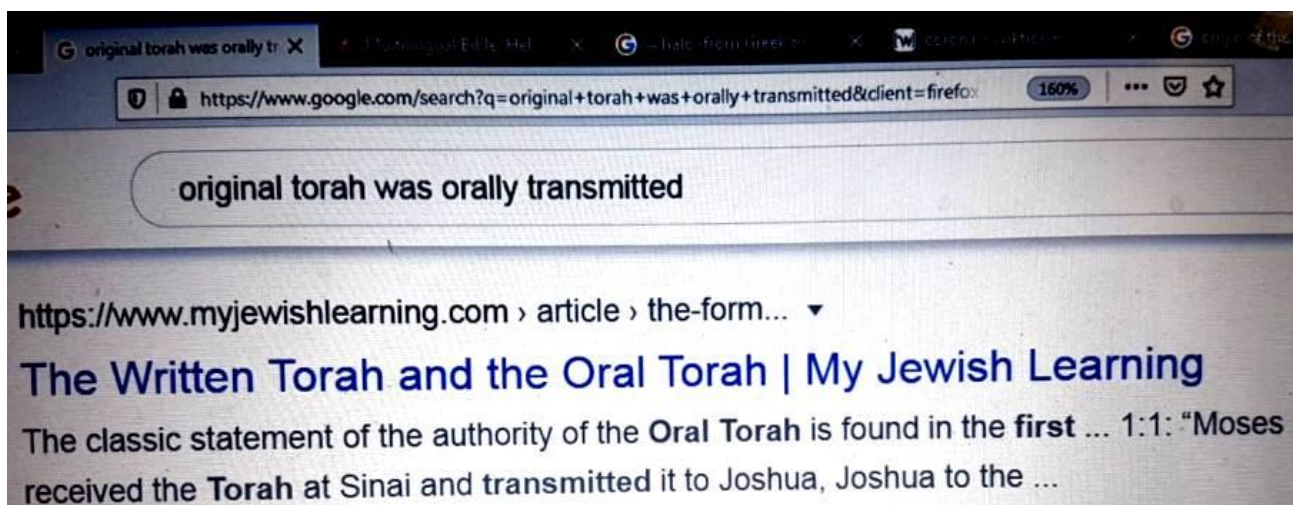 original torah was orally tr
https://www.google.com/search?q=original+torah+was+orally+transmitted&client=firefox
160%
original torah was orally transmitted
https://www.myjewishlearning.com › article › the-form...
The Written Torah and the Oral Torah | My Jewish Learning
The classic statement of the authority of the Oral Torah is found in the first ... 1:1: "Moses
received the Torah at Sinai and transmitted it to Joshua, Joshua to the ...